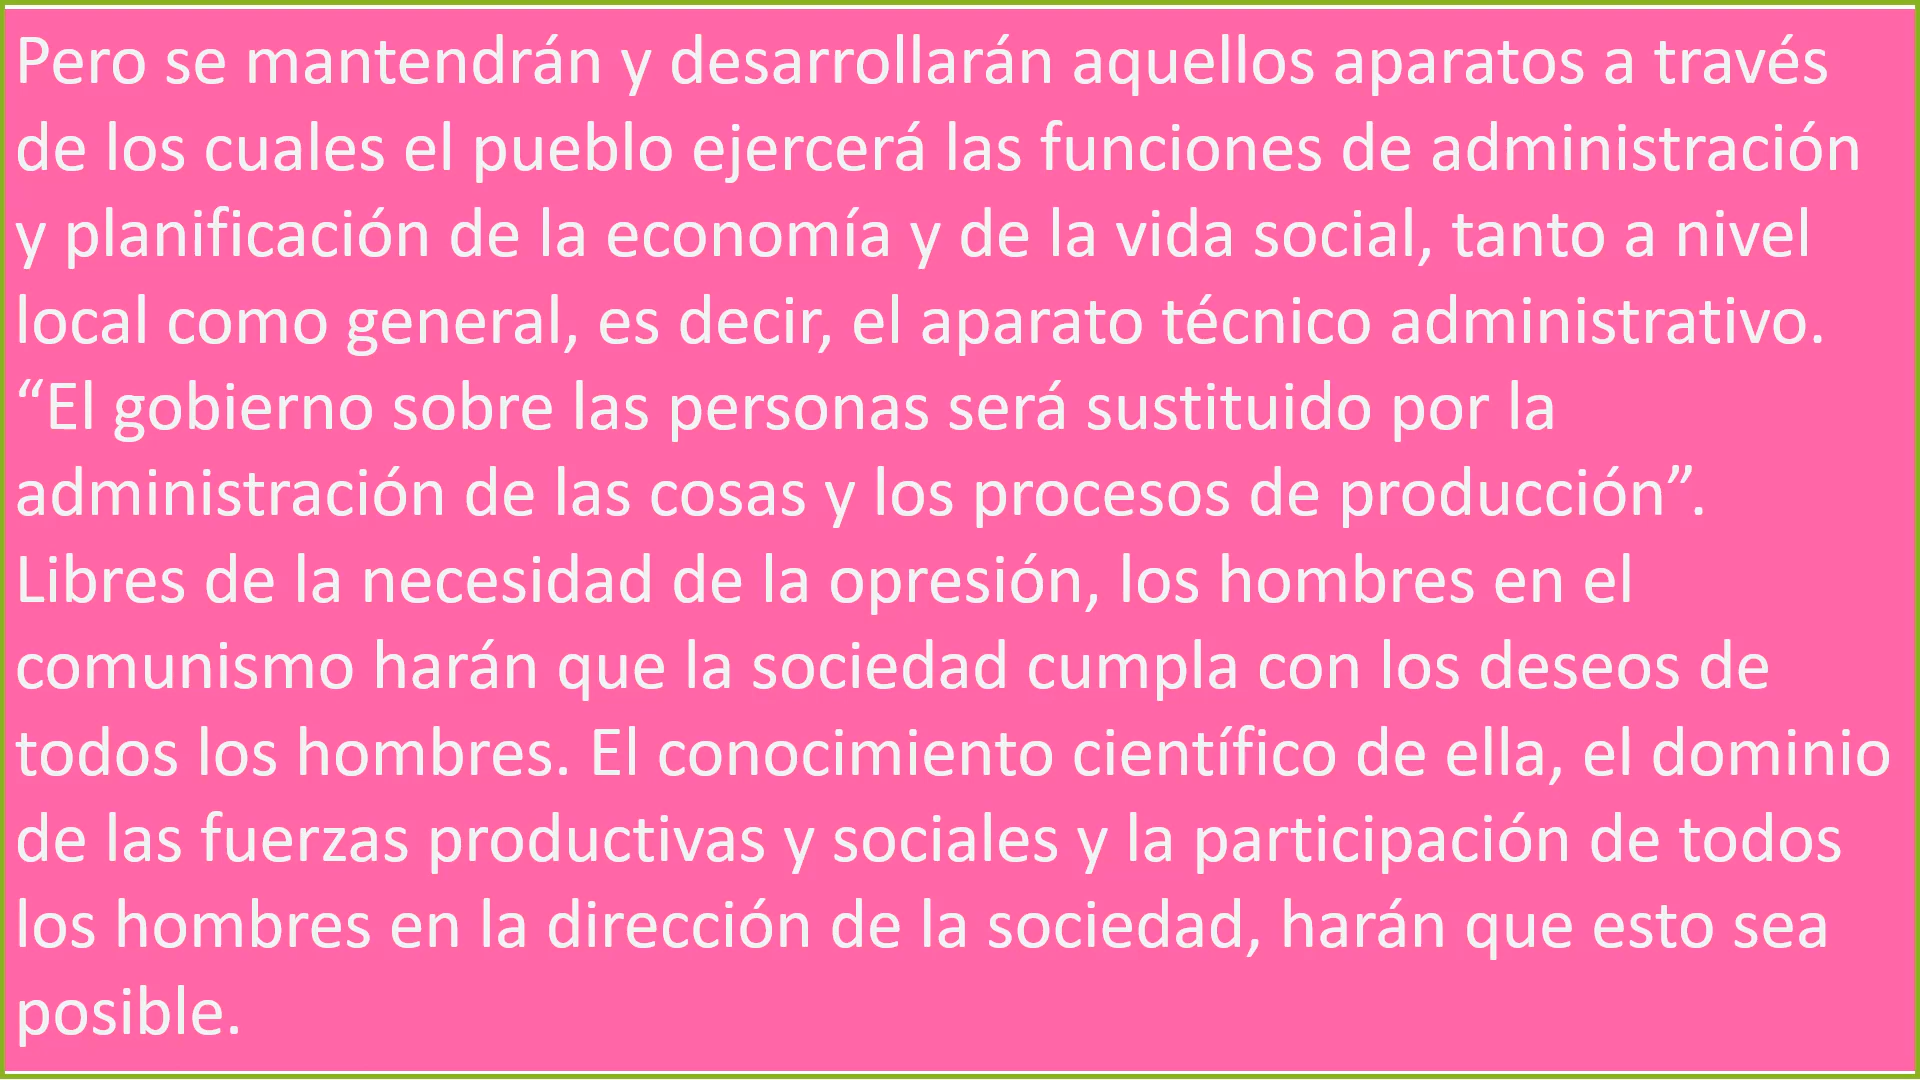 Pero se mantendrán y desarrollarán aquellos aparatos a través
de los cuales el pueblo ejercerá las funciones de administración
y planificación de la economía y de la vida social, tanto a nivel
local como general, es decir, el aparato técnico administrativo.
“El gobierno sobre las personas será sustituido por la
administración de las cosas y los procesos de producción”.
Libres de la necesidad de la opresión, los hombres en el
comunismo harán que la sociedad cumpla con los deseos de
todos los hombres. El conocimiento científico de ella, el dominio
de las fuerzas productivas y sociales y la participación de todos
los hombres en la dirección de la sociedad, harán que esto sea
posible.